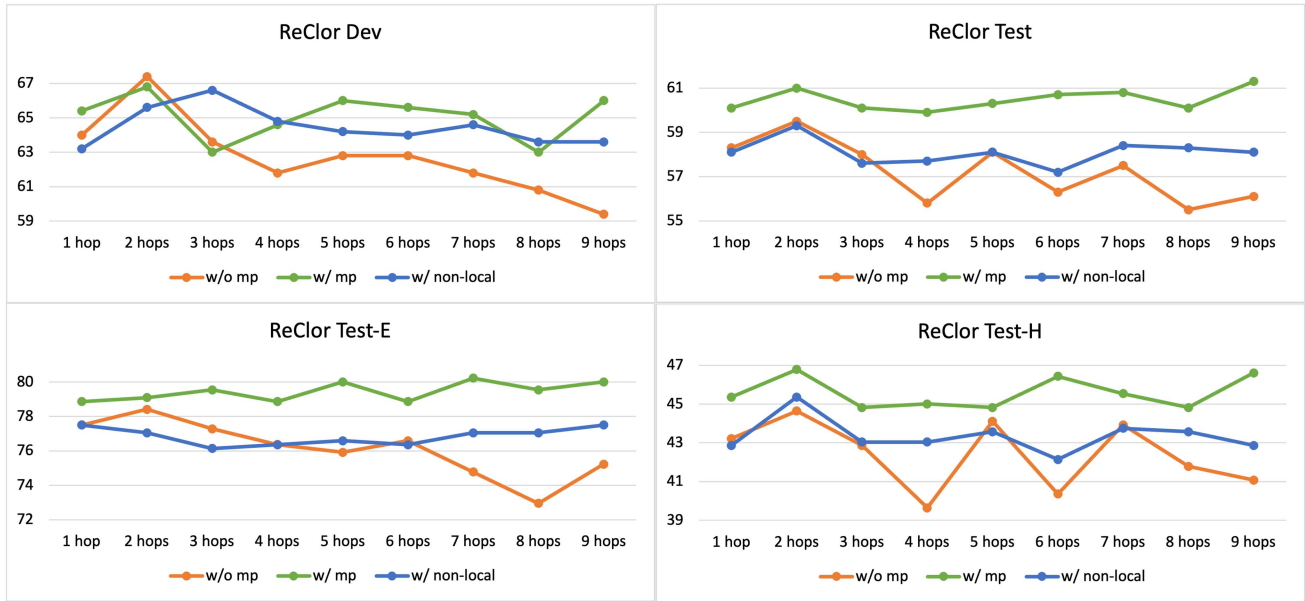 ReClor Dev
67
65
63
61
59
1 hop 2 hops 3 hops 4 hops 5 hops 6 hops 7 hops 8 hops 9 hops
w/o mp w/ mp w/ non-local
ReClor Test
61
59
57
55
1 hop 2 hops 3 hops 4 hops 5 hops 6 hops 7 hops 8 hops 9 hops
w/o mp w/ mp w/ non-local
ReClor Test-E
80
78
76
74
72
1 hop 2 hops 3 hops 4 hops 5 hops 6 hops 7 hops 8 hops 9 hops
w/o mp w/ mp w/ non-local
ReClor Test-H
47
45
43
41
39
1 hop 2 hops 3 hops 4 hops 5 hops 6 hops 7 hops 8 hops 9 hops
w/o mp w/ mp w/ non-local